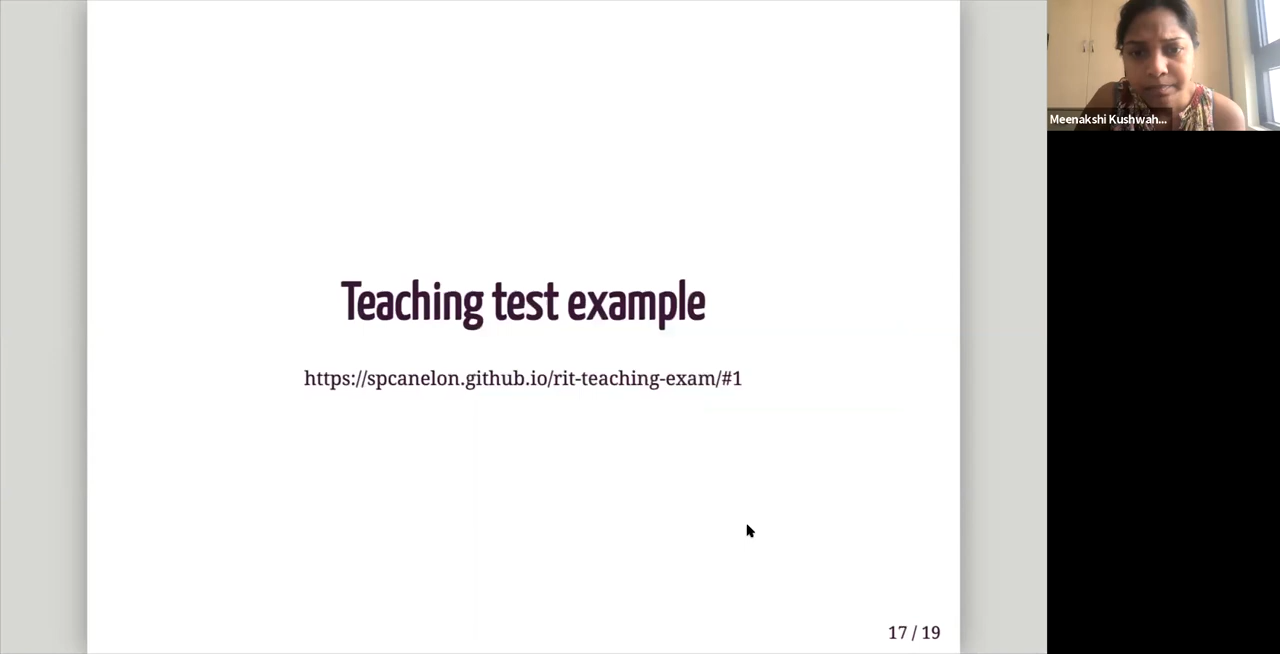 Teaching test example
https://spcanelon.github.io/rit-teaching-exam/#1
17 / 19
Meenakshi Kushwah...